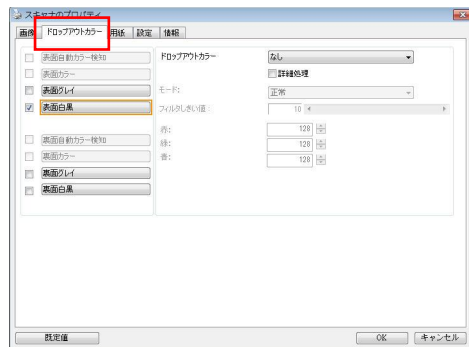 スキャナのプロパティ
画像 ドロップアウトカラー 用紙 設定 情報
表面自動カラー検知 ドロップアウトカラー なし
表面カラー 詳細処理
表面グレイ モード: 正常
表面白黒 フィルタしきい値: 10
赤: 128
裏面自動カラー検知 緑: 128
裏面カラー 青: 128
裏面グレイ
裏面白黒
既定値 OK キャンセル